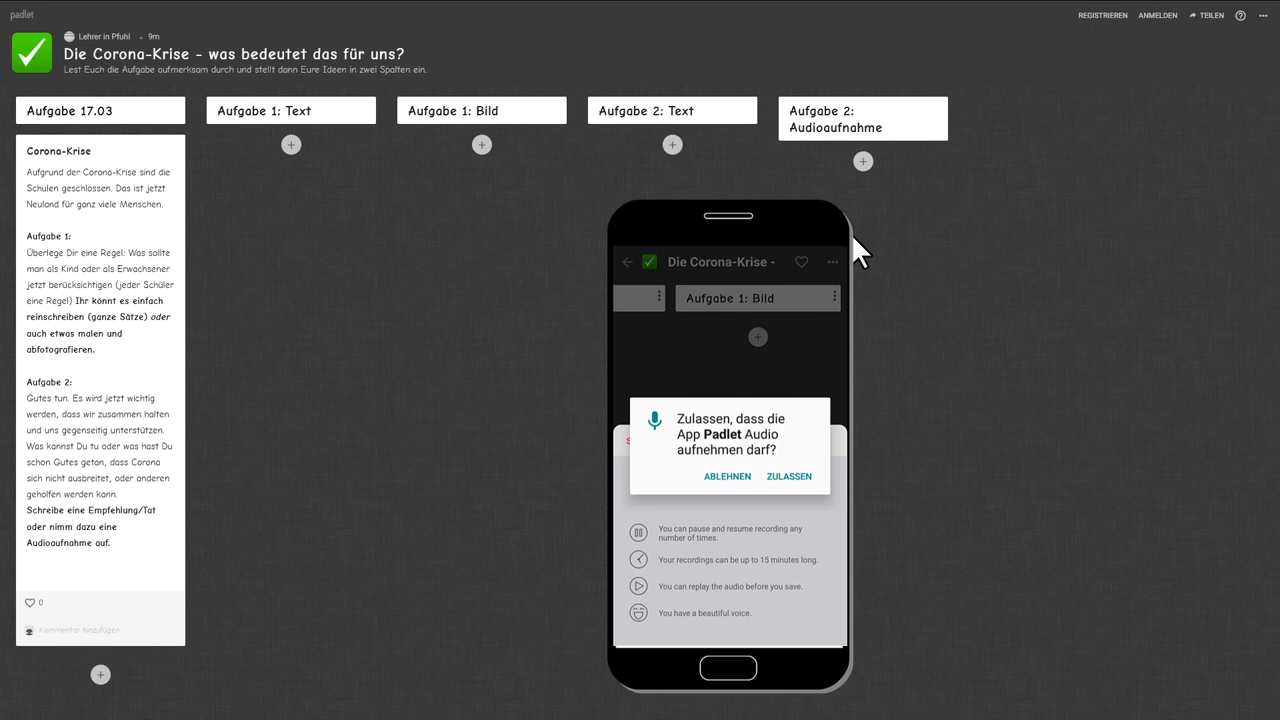 padlet
REGISTRIEREN
ANMELDEN
TEILEN
Lehrer in Pfuhl
9m
Die Corona-Krise - was bedeutet das für uns?
Lest Euch die Aufgabe aufmerksam durch und stellt dann Eure Ideen in zwei Spalten ein.
Aufgabe 17.03
Corona-Krise
Aufgrund der Corona-Krise sind die
Schulen geschlossen. Das ist jetzt
Neuland für ganz viele Menschen.
Aufgabe 1:
Überlege Dir eine Regel: Was sollte
man als Kind oder als Erwachsener
jetzt berücksichtigen (jeder Schüler
eine Regel) Ihr könnt es einfach
reinschreiben (ganze Sätze) oder
auch etwas malen und
abfotografieren.
Aufgabe 2:
Gutes tun. Es wird jetzt wichtig
werden, dass wir zusammen halten
und uns gegenseitig unterstützen.
Was kannst Du tu oder was hast Du
schon Gutes getan, dass Corona
sich nicht ausbreitet, oder anderen
geholfen werden kann.
Schreibe eine Empfehlung/Tat
oder nimm dazu eine
Audioaufnahme auf.
0
Kommentar hinzufügen
Aufgabe 1: Text
Aufgabe 1: Bild
Aufgabe 2: Text
Aufgabe 2:
Audioaufnahme
Die Corona-Krise -
Aufgabe 1: Bild
Zulassen, dass die
App Padlet Audio
aufnehmen darf?
ABLEHNEN
ZULASSEN
You can pause and resume recording any
number of times.
Your recordings can be up to 15 minutes long.
You can replay the audio before you save.
You have a beautiful voice.